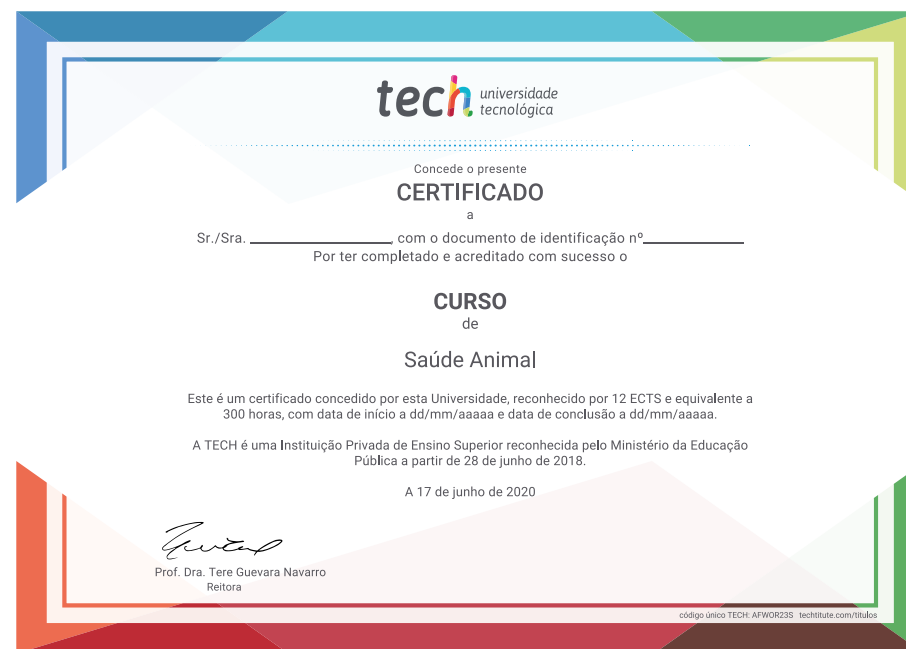 tech universidade
tecnológica
Concede o presente
CERTIFICADO
a
Sr./Sra. _________________, com o documento de identificação nº____________
Por ter completado e acreditado com sucesso o
CURSO
de
Saúde Animal
Este é um certificado concedido por esta Universidade, reconhecido por 12 ECTS e equivalente a
300 horas, com data de início a dd/mm/aaaaa e data de conclusão a dd/mm/aaaaa.
A TECH é uma Instituição Privada de Ensino Superior reconhecida pelo Ministério da Educação
Pública a partir de 28 de junho de 2018.
A 17 de junho de 2020
Prof. Dra. Tere Guevara Navarro
Reitora
código único TECH: AFWOR23S techtitute.com/titulos